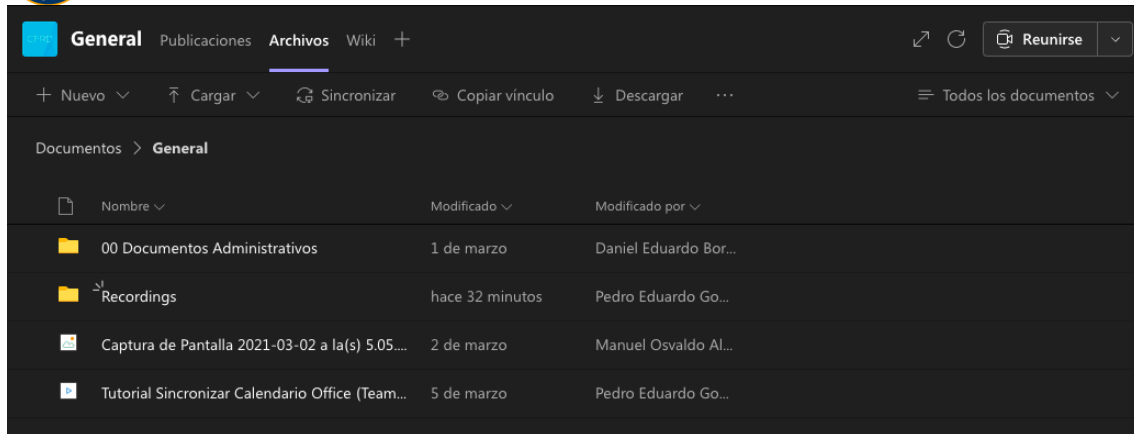 CFRD General Publicaciones Archivos Wiki Reunirse
Nuevo Cargar Sincronizar Copiar vínculo Descargar ... Todos los documentos
Documentos > General
Nombre Modificado Modificado por
00 Documentos Administrativos 1 de marzo Daniel Eduardo Bor...
Recordings hace 32 minutos Pedro Eduardo Go...
Captura de Pantalla 2021-03-02 a la(s) 5.05.... 2 de marzo Manuel Osvaldo Al...
Tutorial Sincronizar Calendario Office (Team... 5 de marzo Pedro Eduardo Go...